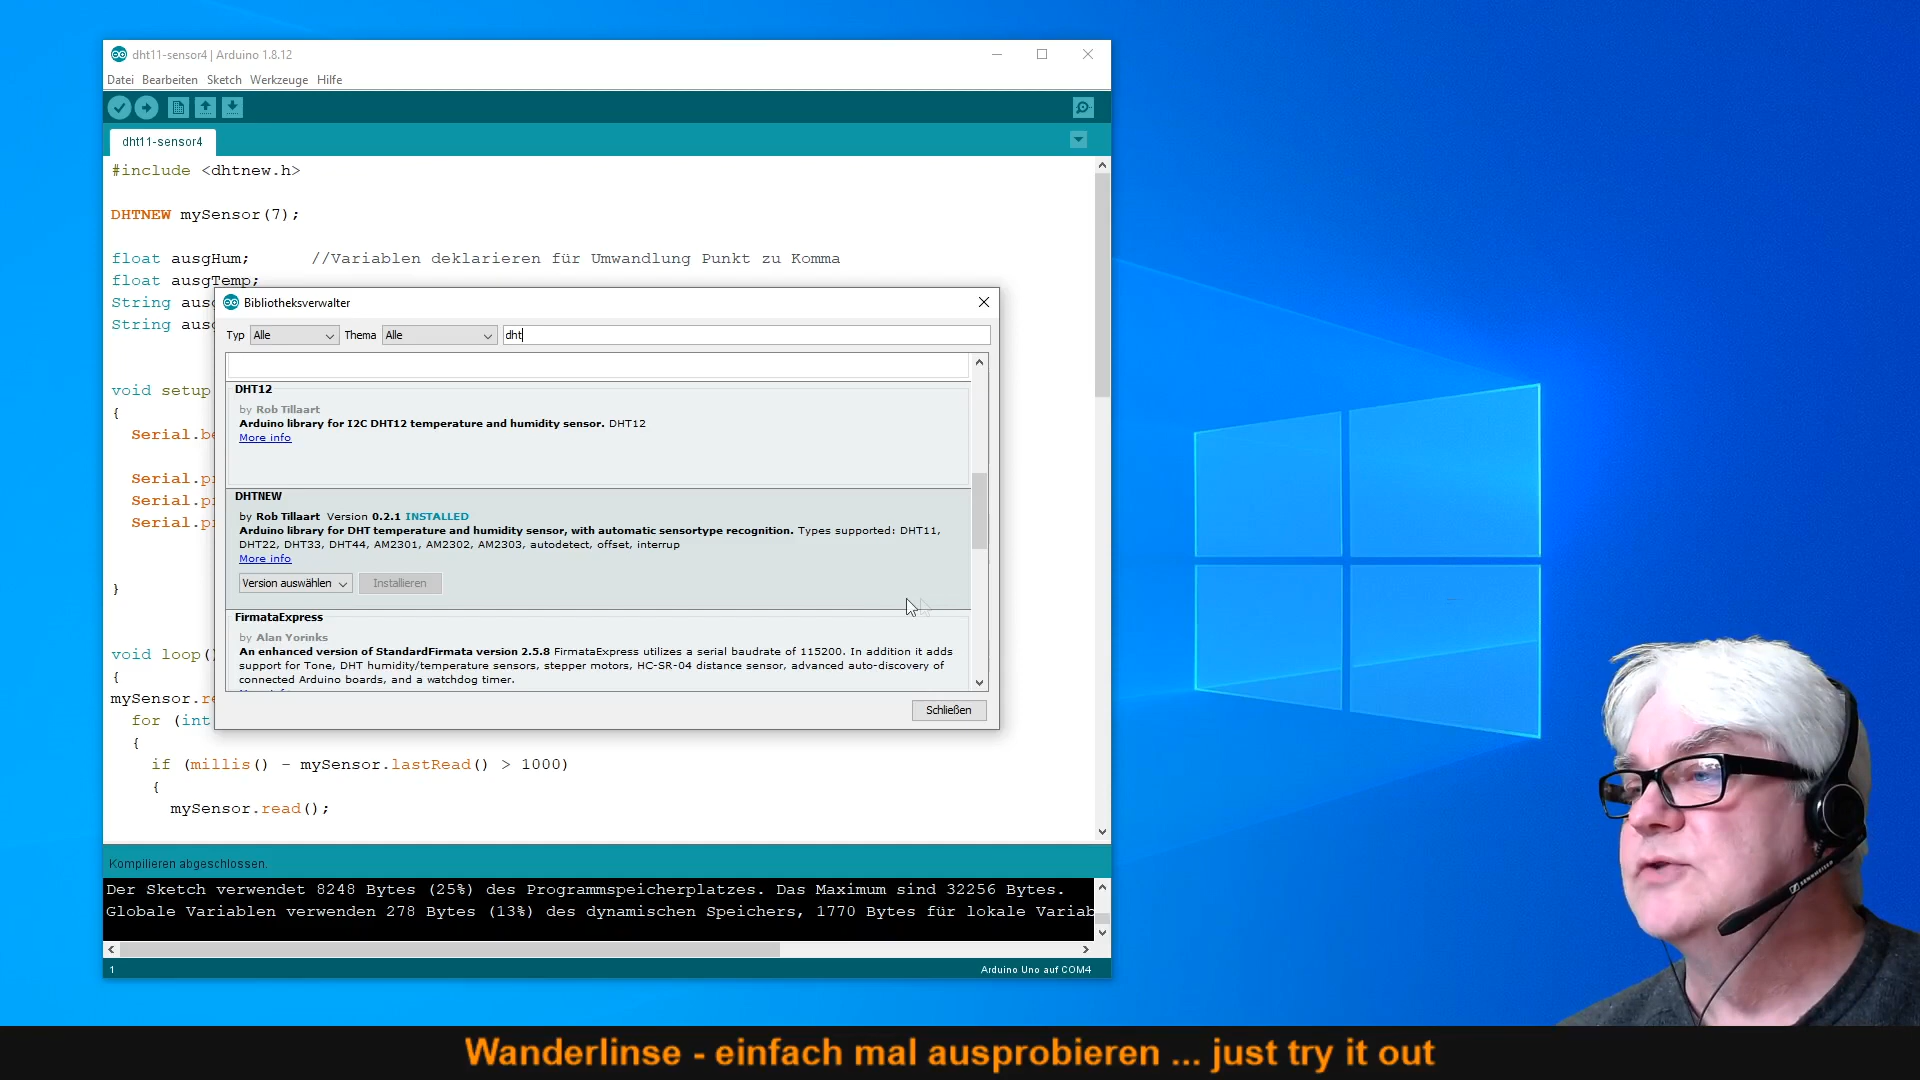 dht11-sensor4 | Arduino 1.8.12
Datei Bearbeiten Sketch Werkzeuge Hilfe
dht11-sensor4
#include <dhtnew.h>
DHTNEW mySensor(7);
float ausgHum; //Variablen deklarieren für Umwandlung Punkt zu Komma
float ausgTemp;
String
String
void setup
{
Serial.
Serial.
Serial.
Serial.
}
void loop()
{
mySensor.
for (int
{
if (millis() - mySensor.lastRead() > 1000)
{
mySensor.read();
Bibliotheksverwalter
Typ Alle Thema Alle dht
DHT12
by Rob Tillaart
Arduino library for I2C DHT12 temperature and humidity sensor. DHT12
More info
DHTNEW
by Rob Tillaart Version 0.2.1 INSTALLED
Arduino library for DHT temperature and humidity sensor, with automatic sensortype recognition. Types supported: DHT11,
DHT22, DHT33, DHT44, AM2301, AM2302, AM2303, autodetect, offset, interrup
More info
Version auswählen Installieren
FirmataExpress
by Alan Yorinks
An enhanced version of StandardFirmata version 2.5.8 FirmataExpress utilizes a serial baudrate of 115200. In addition it adds
support for Tone, DHT humidity/temperature sensors, stepper motors, HC-SR-04 distance sensor, advanced auto-discovery of
connected Arduino boards, and a watchdog timer.
Schließen
Kompilieren abgeschlossen.
Der Sketch verwendet 8248 Bytes (25%) des Programmspeicherplatzes. Das Maximum sind 32256 Bytes.
Globale Variablen verwenden 278 Bytes (13%) des dynamischen Speichers, 1770 Bytes für lokale Variab
1
Arduino Uno auf COM4
SENNHEISER
Wanderlinse - einfach mal ausprobieren ... just try it out